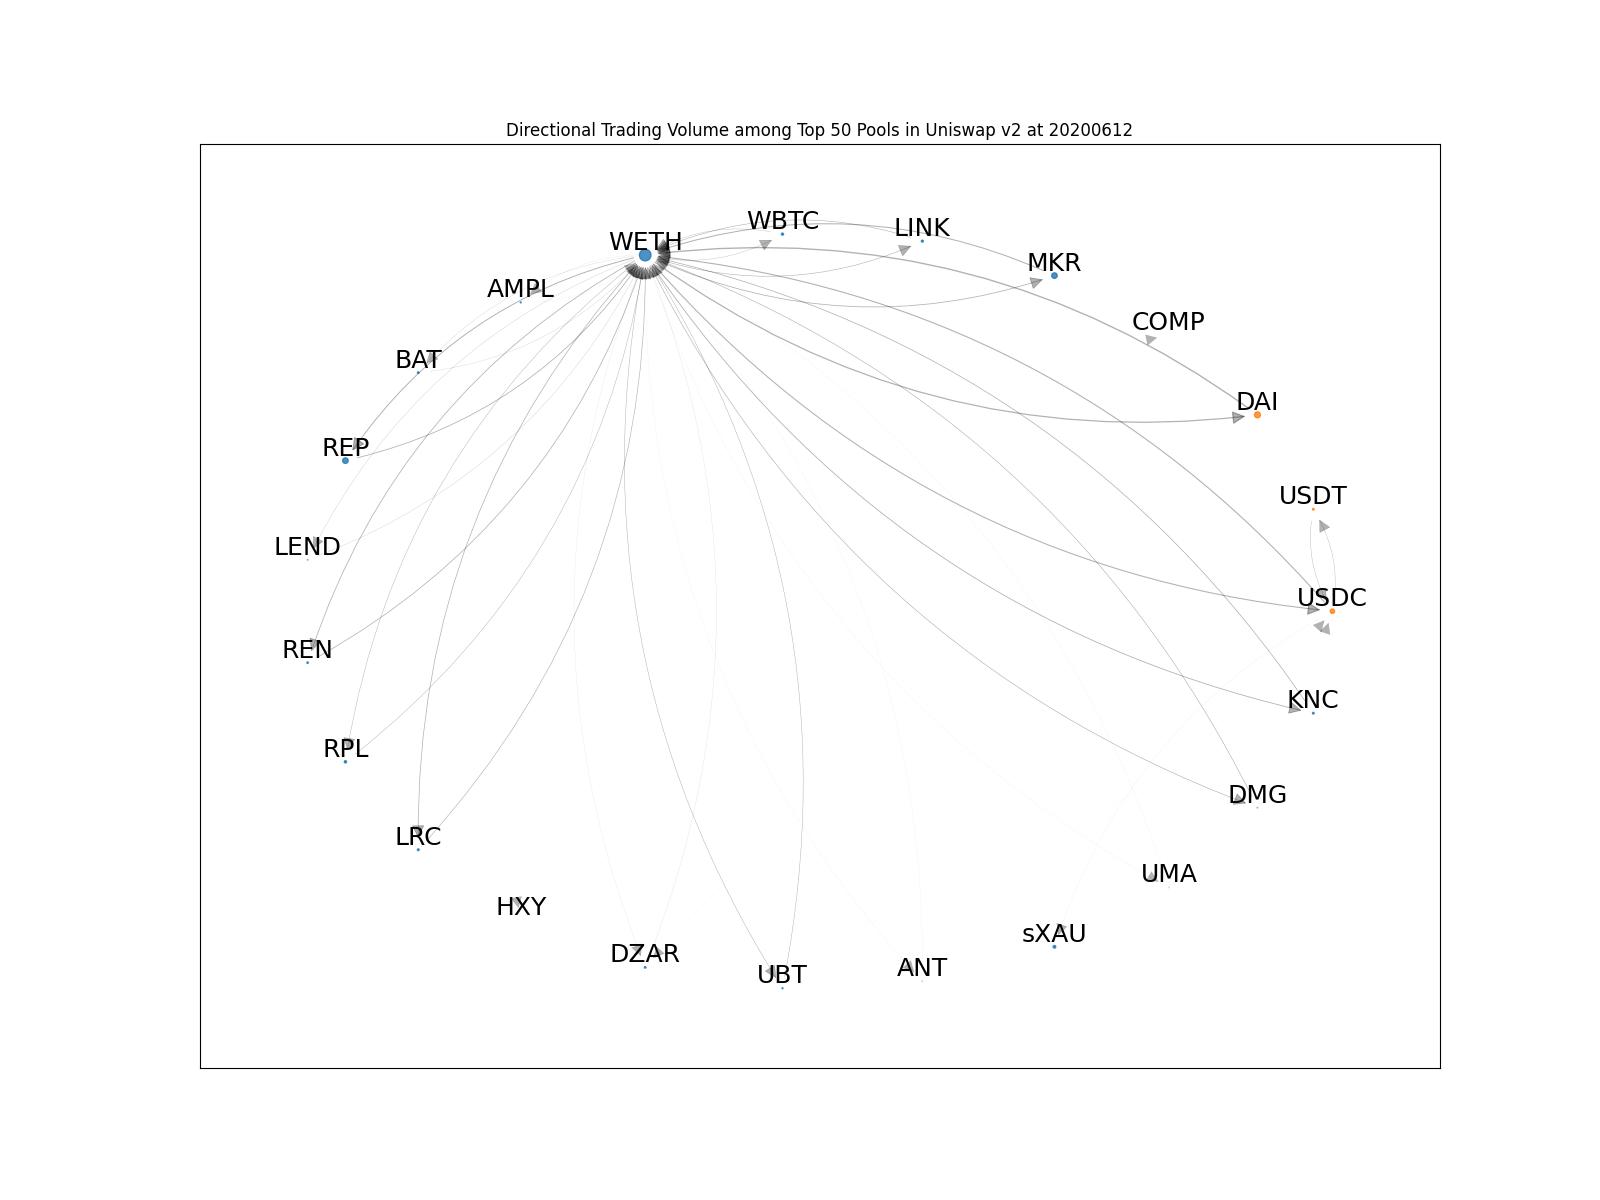 Directional Trading Volume among Top 50 Pools in Uniswap v2 at 20200612
WBTC
LINK
WETH
MKR
AMPL
COMP
BAT
DAI
REP
USDT
LEND
USDC
REN
KNC
RPL
DMG
LRC
UMA
HXY
sXAU
DZAR
ANT
UBT